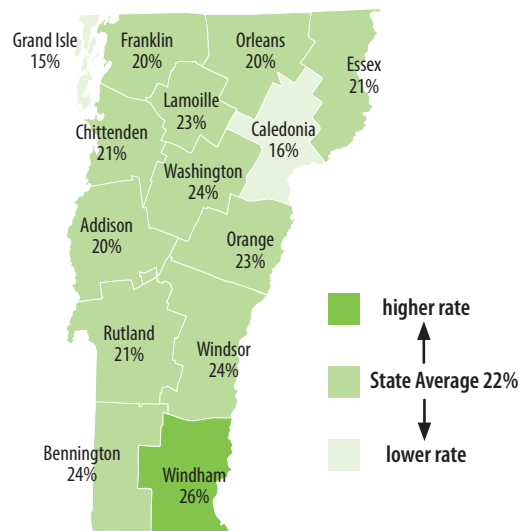 Grand Isle
15%
Franklin
20%
Orleans
20%
Essex
21%
Lamoille
23%
Chittenden
21%
Caledonia
16%
Washington
24%
Addison
20%
Orange
23%
Rutland
21%
Windsor
24%
Bennington
24%
Windham
26%
higher rate
State Average 22%
lower rate